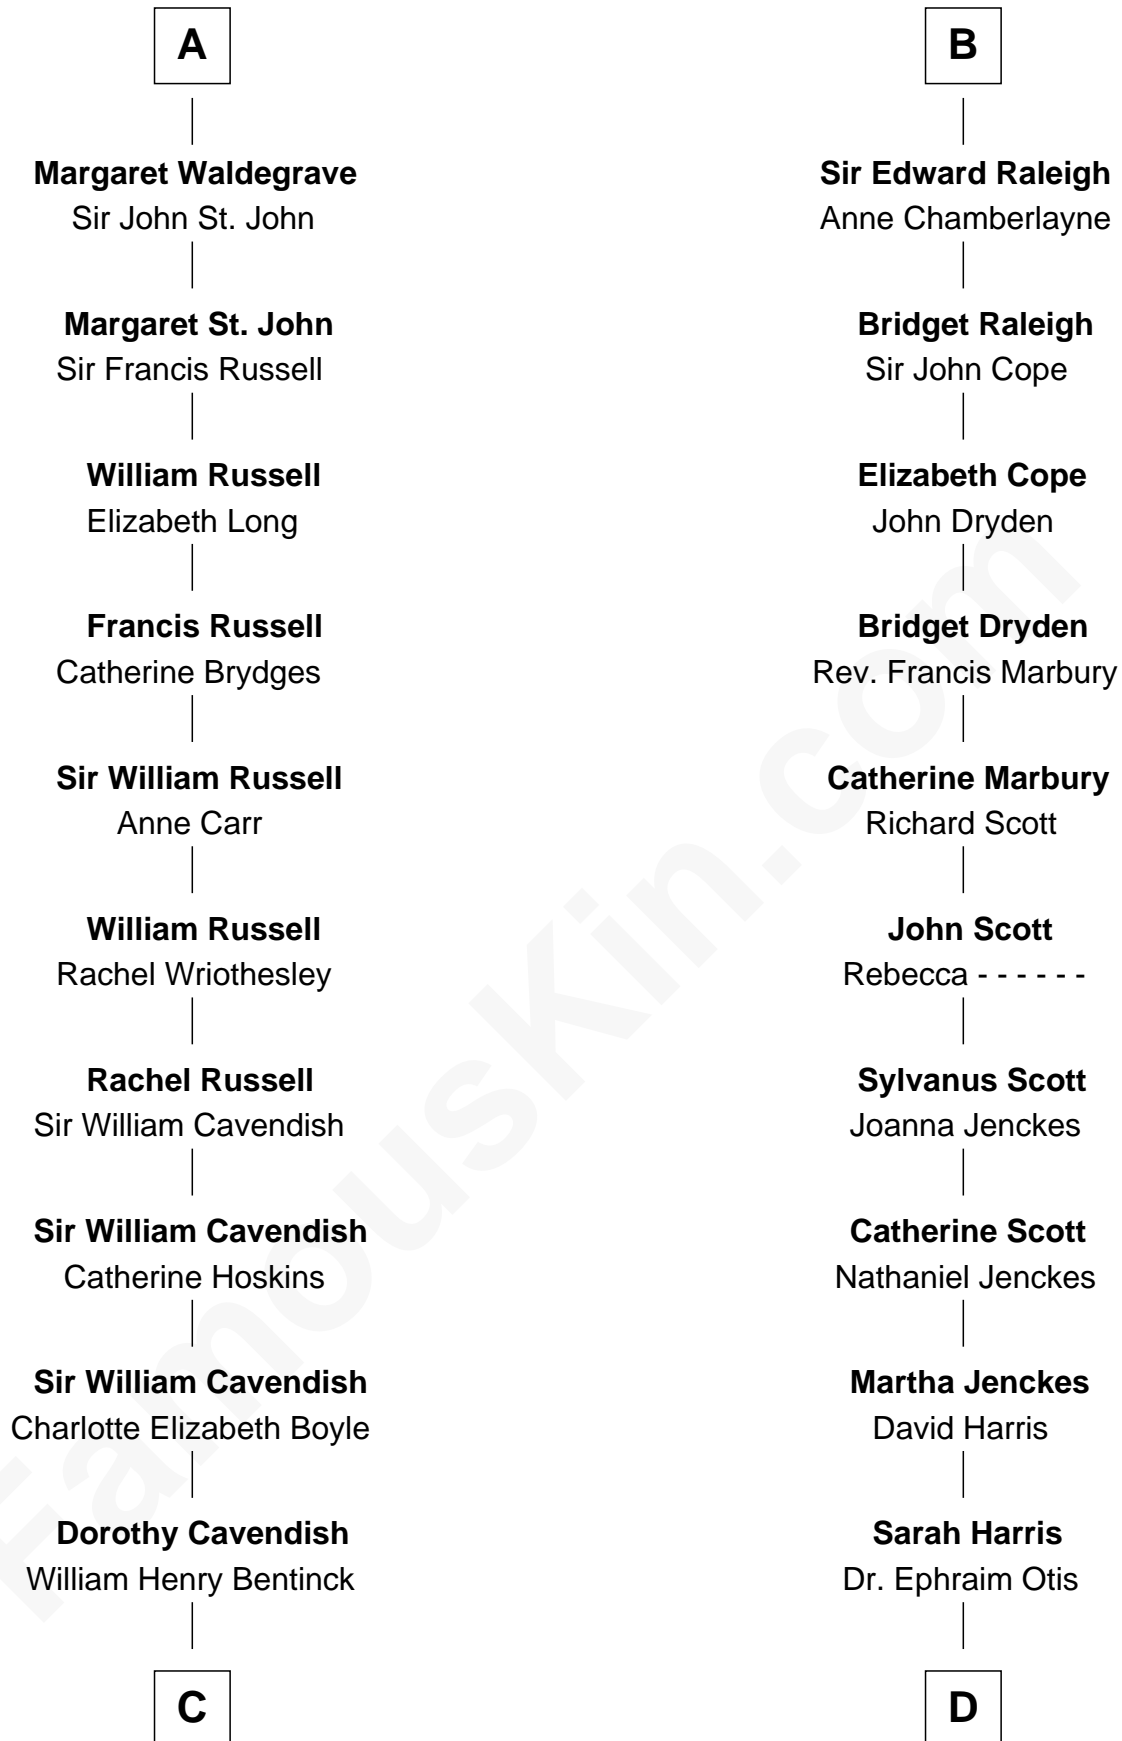 A
Margaret Waldegrave
Sir John St. John
Margaret St. John
Sir Francis Russell
William Russell
Elizabeth Long
Francis Russell
Catherine Brydges
Sir William Russell
Anne Carr
William Russell
Rachel Wriothesley
Rachel Russell
Sir William Cavendish
Sir William Cavendish
Catherine Hoskins
Sir William Cavendish
Charlotte Elizabeth Boyle
Dorothy Cavendish
William Henry Bentinck
C
B
Sir Edward Raleigh
Anne Chamberlayne
Bridget Raleigh
Sir John Cope
Elizabeth Cope
John Dryden
Bridget Dryden
Rev. Francis Marbury
Catherine Marbury
Richard Scott
John Scott
Rebecca - - - - - -
Sylvanus Scott
Joanna Jenckes
Catherine Scott
Nathaniel Jenckes
Martha Jenckes
David Harris
Sarah Harris
Dr. Ephraim Otis
D
FamousKin.com